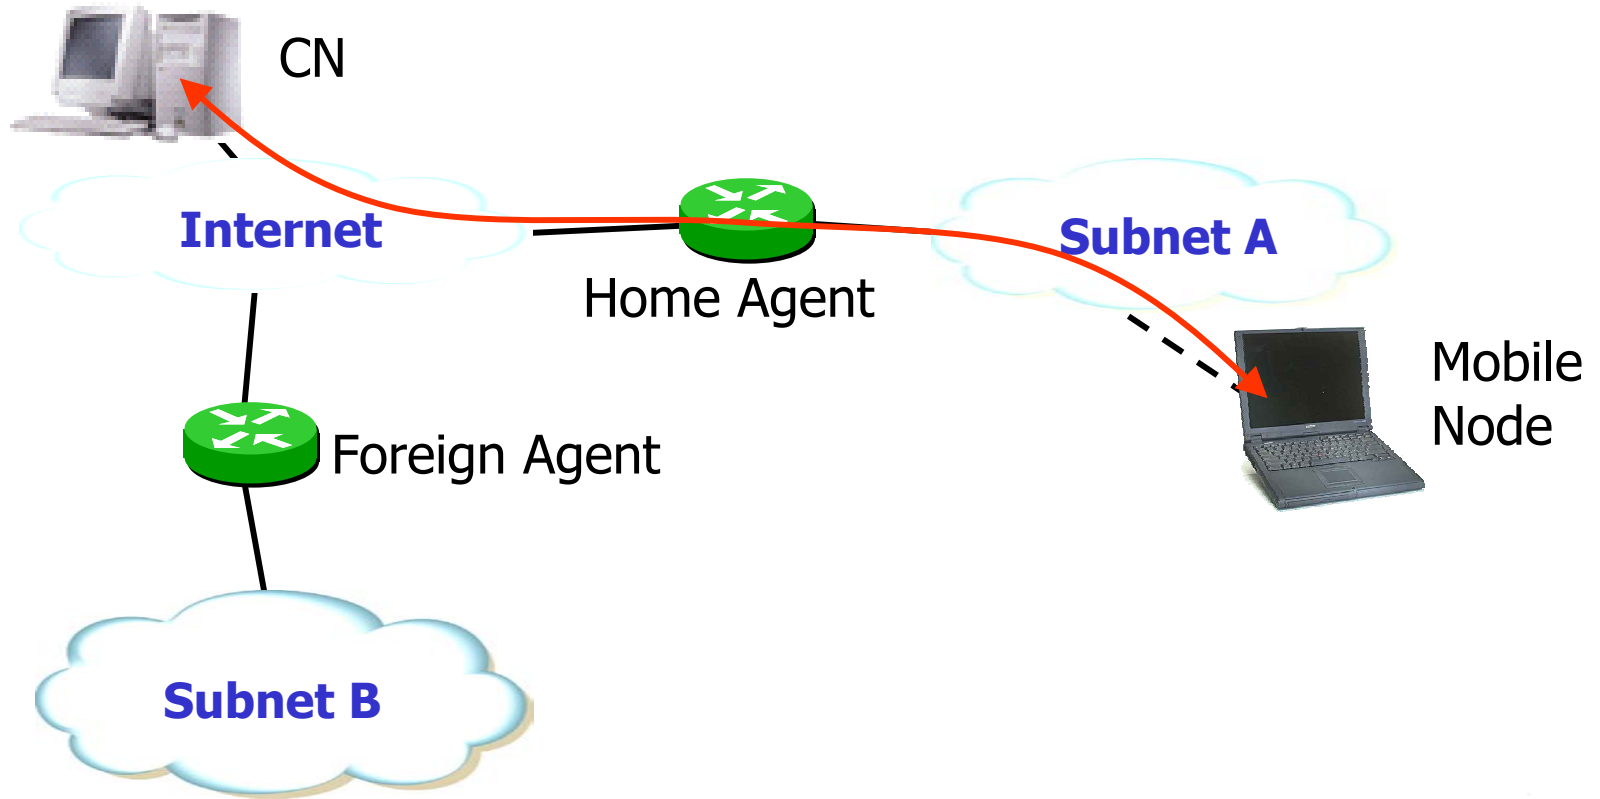 CN
Internet
Subnet A
Home Agent
Mobile
Node
Foreign Agent
Subnet B